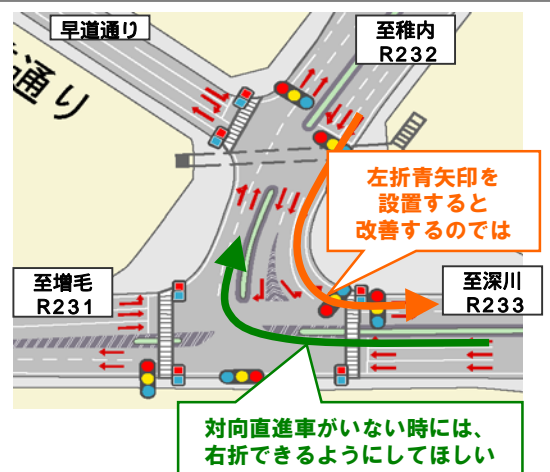 早道通り
至稚内
R232
通り
左折青矢印を
設置すると
改善するのでは
至増毛
R231
至深川
R233
対向直進車がいない時には、
右折できるようにしてほしい